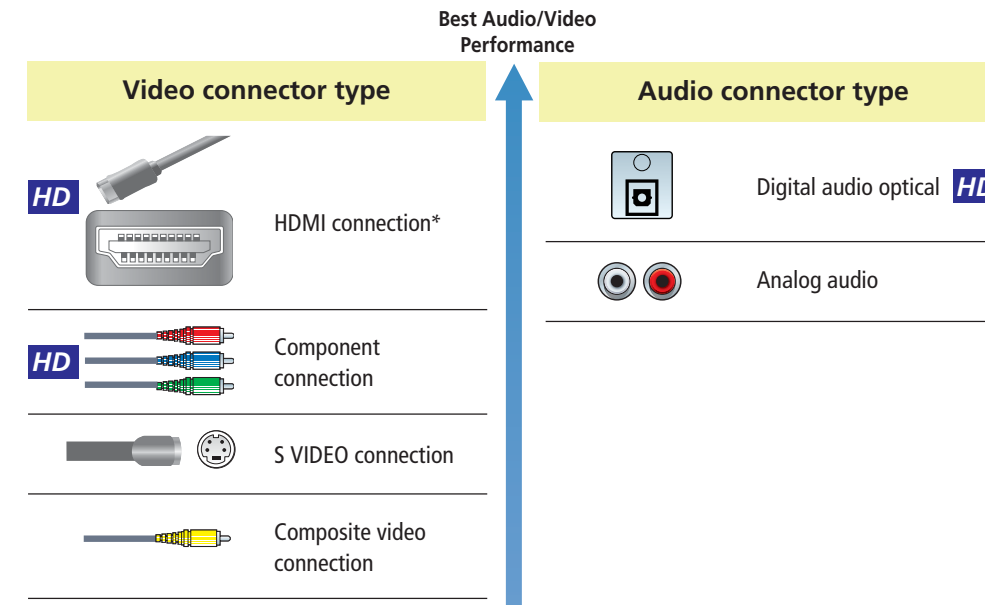 Best Audio/Video
Performance
Video connector type
HD
HDMI connection*
HD
Component
connection
S VIDEO connection
Composite video
connection
Audio connector type
Digital audio optical HD
Analog audio